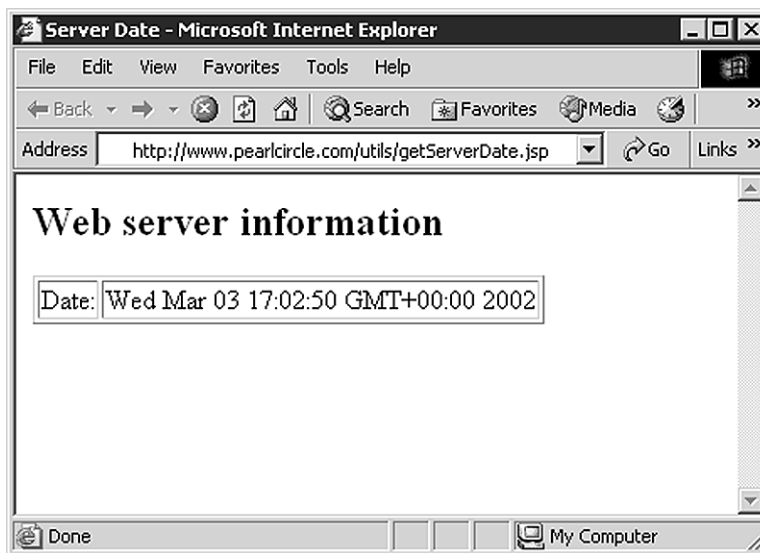 Server Date - Microsoft Internet Explorer
File Edit View Favorites Tools Help
Back Search Favorites Media »
Address http://www.pearlcircle.com/utils/getServerDate.jsp Go Links »
Web server information
Date: Wed Mar 03 17:02:50 GMT+00:00 2002
Done My Computer